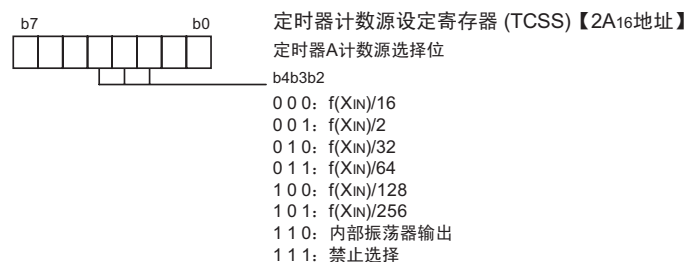 b7 b0 定时器计数源设定寄存器 (TCSS)【2A16地址】
定时器A计数源选择位
b4b3b2
0 0 0：f(XIN)/16
0 0 1：f(XIN)/2
0 1 0：f(XIN)/32
0 1 1：f(XIN)/64
1 0 0：f(XIN)/128
1 0 1：f(XIN)/256
1 1 0：内部振荡器输出
1 1 1：禁止选择